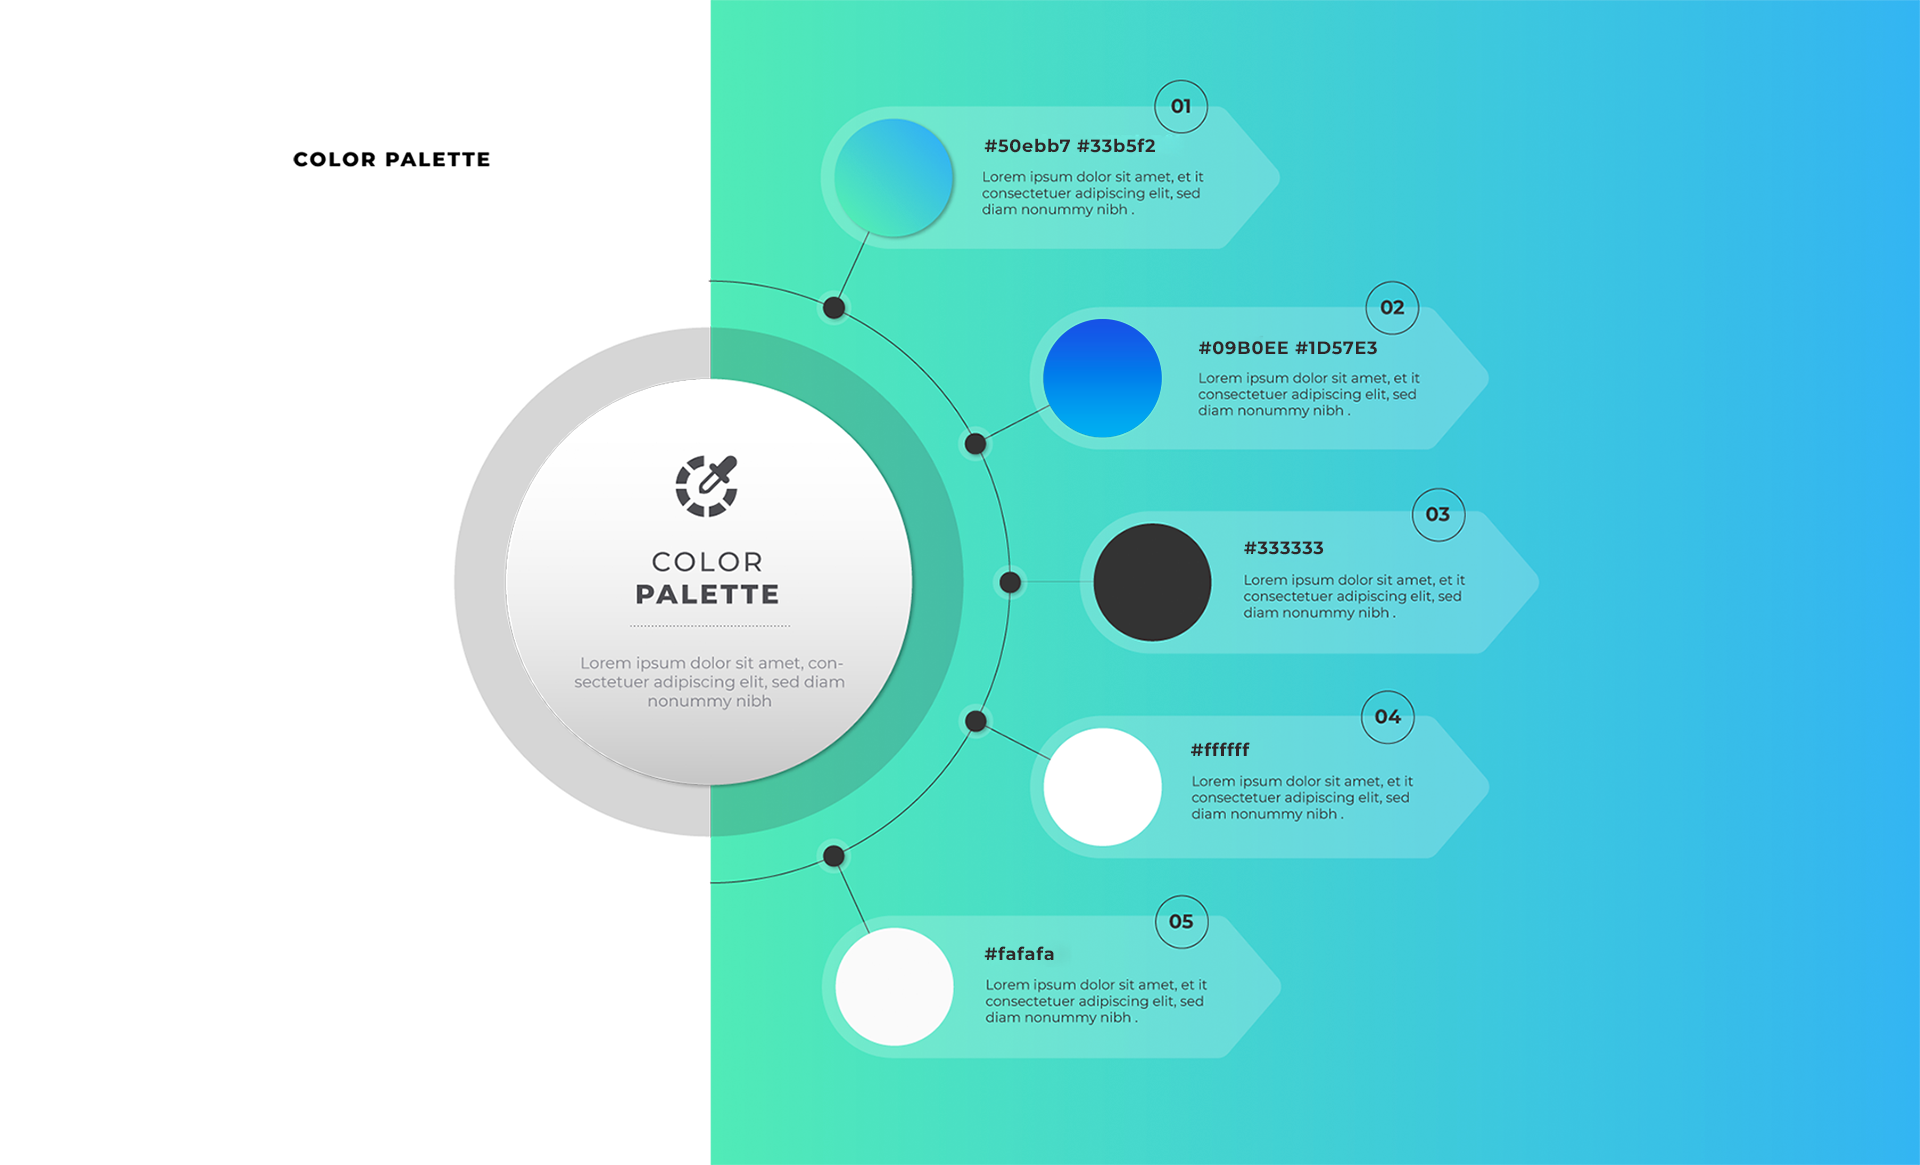 COLOR PALETTE
COLOR
PALETTE
Lorem ipsum dolor sit amet, con-
sectetuer adipiscing elit, sed diam
nonummy nibh
01
#50ebb7 #33b5f2
Lorem ipsum dolor sit amet, et it
consectetuer adipiscing elit, sed
diam nonummy nibh .
02
#09B0EE #1D57E3
Lorem ipsum dolor sit amet, et it
consectetuer adipiscing elit, sed
diam nonummy nibh .
03
#333333
Lorem ipsum dolor sit amet, et it
consectetuer adipiscing elit, sed
diam nonummy nibh .
04
#ffffff
Lorem ipsum dolor sit amet, et it
consectetuer adipiscing elit, sed
diam nonummy nibh .
05
#fafafa
Lorem ipsum dolor sit amet, et it
consectetuer adipiscing elit, sed
diam nonummy nibh .